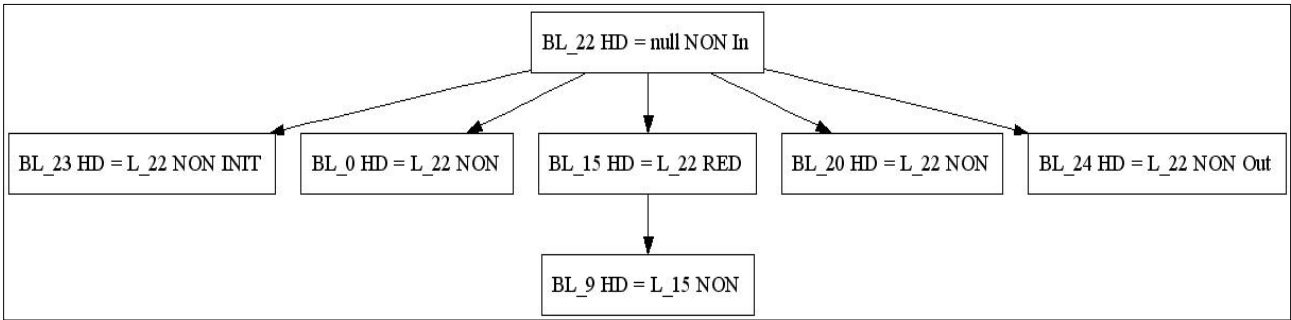 BL_22 HD = null NON In
BL_23 HD = L_22 NON INIT
BL_0 HD = L_22 NON
BL_15 HD = L_22 RED
BL_20 HD = L_22 NON
BL_24 HD = L_22 NON Out
BL_9 HD = L_15 NON